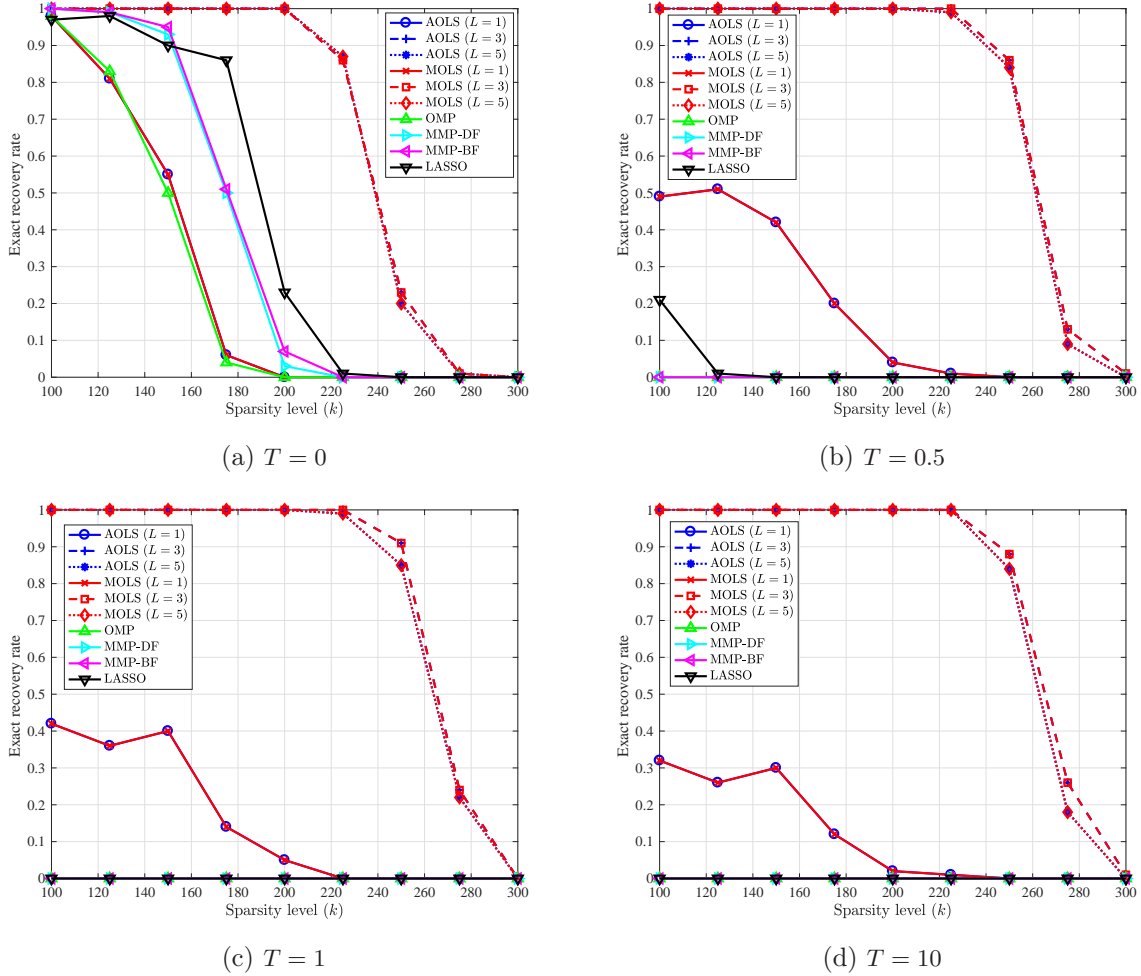 1
0.9
0.8
0.7
0.6
0.5
0.4
0.3
0.2
0.1
0
Exact recovery rate
AOLS (L = 1)
AOLS (L = 3)
AOLS (L = 5)
MOLS (L = 1)
MOLS (L = 3)
MOLS (L = 5)
OMP
MMP-DF
MMP-BF
LASSO
100 120 140 160 180 200 220 240 260 280 300
Sparsity level (k)
(a) T = 0
1
0.9
0.8
0.7
0.6
0.5
0.4
0.3
0.2
0.1
0
Exact recovery rate
AOLS (L = 1)
AOLS (L = 3)
AOLS (L = 5)
MOLS (L = 1)
MOLS (L = 3)
MOLS (L = 5)
OMP
MMP-DF
MMP-BF
LASSO
100 120 140 160 180 200 220 240 260 280 300
Sparsity level (k)
(b) T = 0.5
1
0.9
0.8
0.7
0.6
0.5
0.4
0.3
0.2
0.1
0
Exact recovery rate
AOLS (L = 1)
AOLS (L = 3)
AOLS (L = 5)
MOLS (L = 1)
MOLS (L = 3)
MOLS (L = 5)
OMP
MMP-DF
MMP-BF
LASSO
100 120 140 160 180 200 220 240 260 280 300
Sparsity level (k)
(c) T = 1
1
0.9
0.8
0.7
0.6
0.5
0.4
0.3
0.2
0.1
0
Exact recovery rate
AOLS (L = 1)
AOLS (L = 3)
AOLS (L = 5)
MOLS (L = 1)
MOLS (L = 3)
MOLS (L = 5)
OMP
MMP-DF
MMP-BF
LASSO
100 120 140 160 180 200 220 240 260 280 300
Sparsity level (k)
(d) T = 10